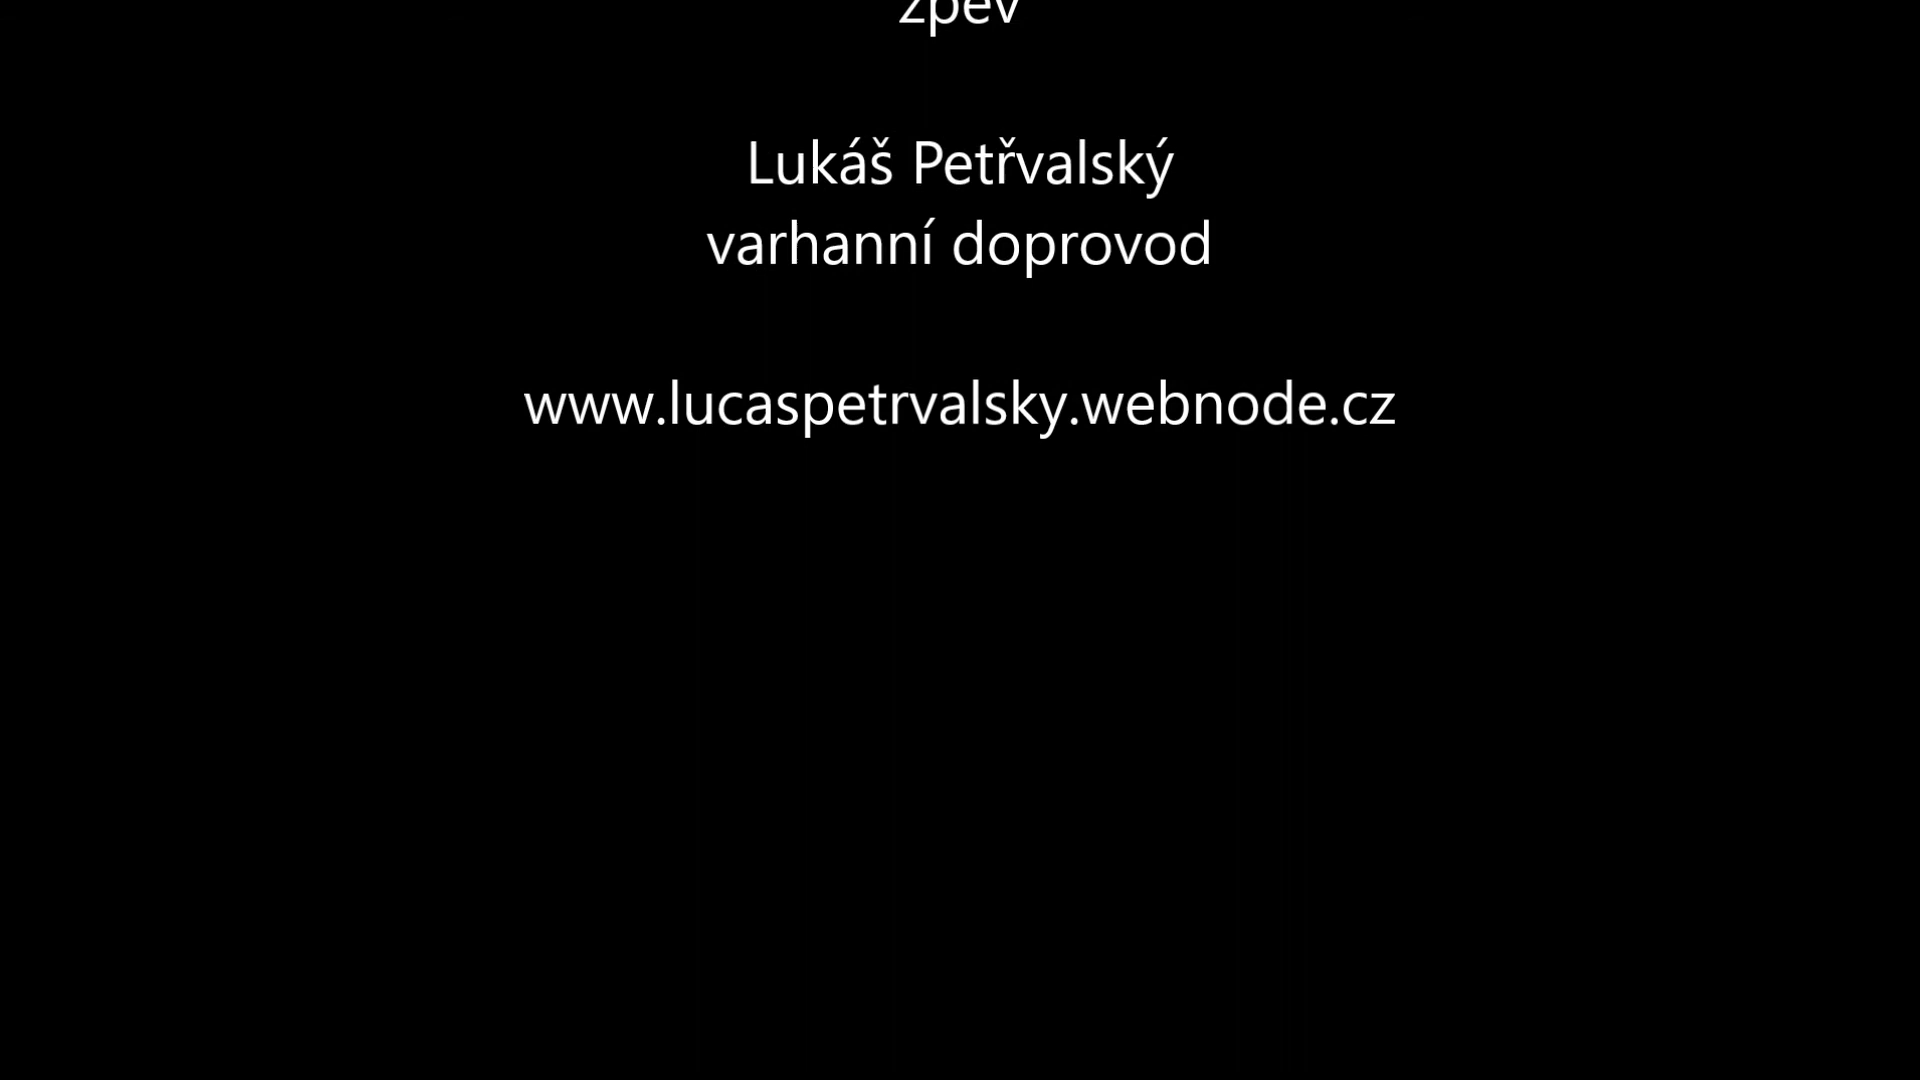 zpěv
Lukáš Petřvalský
varhanní doprovod
www.lucaspetrvalsky.webnode.cz